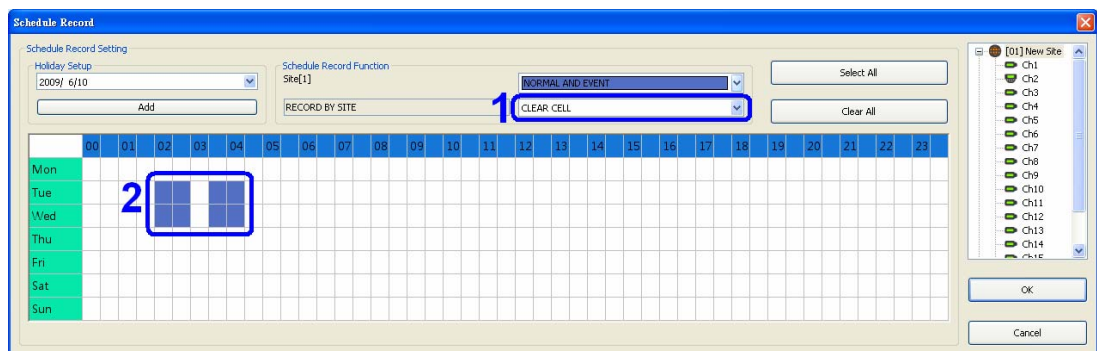 Schedule Record
Schedule Record Setting
Holiday Setup
2009/ 6/10
Add
Schedule Record Function
Site[1]
NORMAL AND EVENT
RECORD BY SITE
1
CLEAR CELL
Select All
Clear All
00 01 02 03 04 05 06 07 08 09 10 11 12 13 14 15 16 17 18 19 20 21 22 23
Mon
Tue
2
Wed
Thu
Fri
Sat
Sun
[01] New Site
Ch1
Ch2
Ch3
Ch4
Ch5
Ch6
Ch7
Ch8
Ch9
Ch10
Ch11
Ch12
Ch13
Ch14
Ch15
OK
Cancel